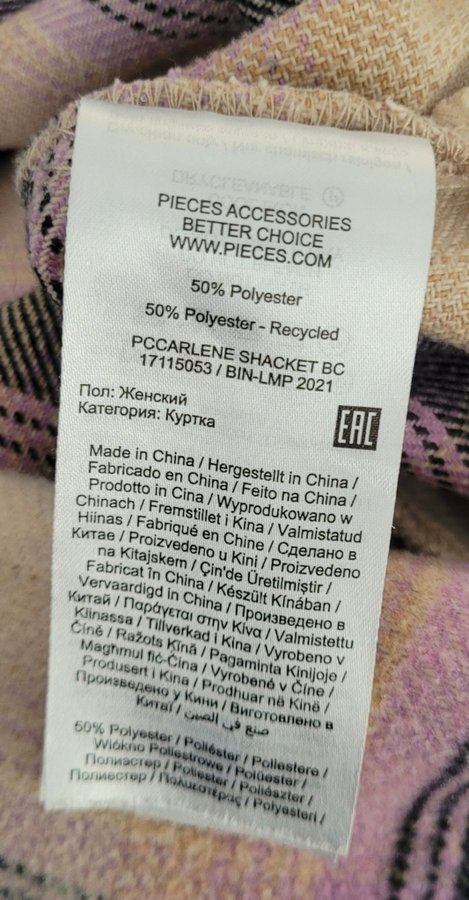 PIECES ACCESSORIES
BETTER CHOICE
WWW.PIECES.COM
50% Polyester
50% Polyester - Recycled
PCCARLENE SHACKET BC
17115053 / BIN-LMP 2021
Пол: Женский
Категория: Куртка
EAC
Made in China / Hergestellt in China /
Fabricado en China / Feito na China /
Prodotto in Cina / Wyprodukowano w
Chinach / Fremstillet i Kina / Valmistatud
Hiinas / Fabriqué en Chine / Сделано в
Китае / Proizvedeno u Kini / Proizvedeno
na Kitajskem / Çin'de Üretilmiştir /
Fabricat în China / Készült Kínában /
Vervaardigd in China / Произведено в
Китай / Παράγεται στην Κίνα / Valmistettu
Kiinassa / Tillverkad i Kina / Vyrobeno v
Číně / Ražots Ķīnā / Pagaminta Kinijoje /
Magħmul fiċ-Ċina / Vyrobené v Číne /
Produsert i Kina / Prodhuar në Kinë /
Произведено у Кини / Виготовлено в
Китаї / صنع في الصين
50% Polyester / Poliéster / Poliestere /
Włókno Poliestrowe / Polüester /
Полиэстер / Poliester / Poliészter /
Полиестер / Πολυεστέρας / Polyesteri /